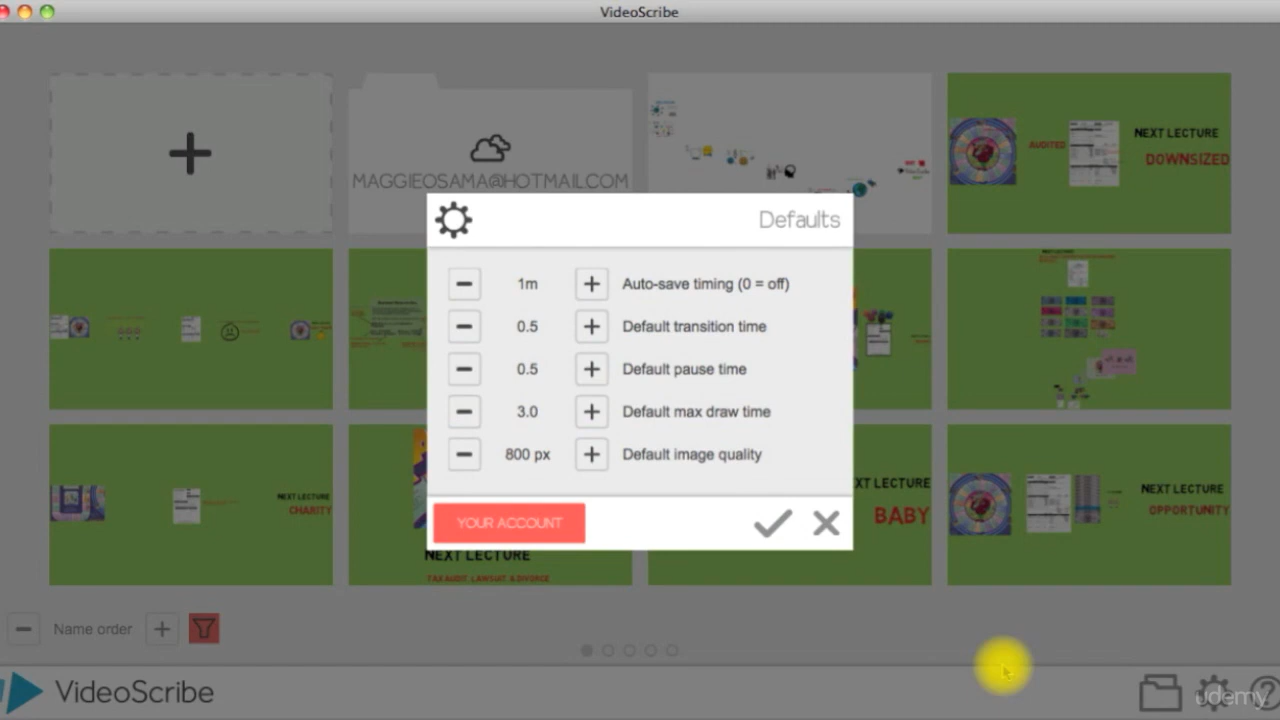 VideoScribe
MAGGIEOSAMA@HOTMAIL.COM
AUDITED
NEXT LECTURE
DOWNSIZED
Defaults
1m Auto-save timing (0 = off)
0.5 Default transition time
0.5 Default pause time
3.0 Default max draw time
800 px Default image quality
YOUR ACCOUNT
NEXT LECTURE
CHARITY
NEXT LECTURE
TAX AUDIT, LAWSUIT & DIVORCE
XT LECTURE
BABY
NEXT LECTURE
OPPORTUNITY
Name order
VideoScribe
udemy